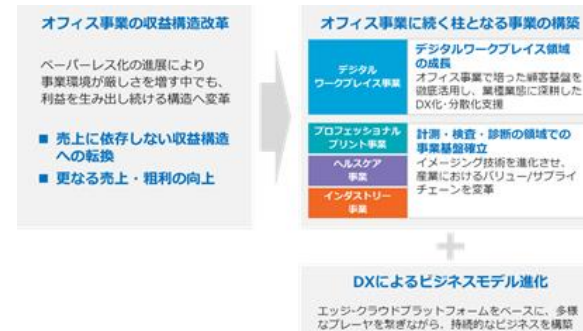 オフィス事業の収益構造改革
ペーパーレス化の進展により
事業環境が厳しさを増す中でも、
利益を生み出し続ける構造へ変革
■ 売上に依存しない収益構造
への転換
■ 更なる売上・粗利の向上
オフィス事業に続く柱となる事業の構築
デジタル
ワークプレイス事業
デジタルワークプレイス領域
の成長
オフィス事業で培った顧客基盤を
徹底活用し、業種業態に深耕した
DX化・分散化支援
プロフェッショナル
プリント事業
ヘルスケア
事業
インダストリー
事業
計測・検査・診断の領域での
事業基盤確立
イメージング技術を進化させ、
産業におけるバリュー/サプライ
チェーンを変革
+
DXによるビジネスモデル進化
エッジ・クラウドプラットフォームをベースに、多様
なプレーヤを繋ぎながら、持続的なビジネスを構築